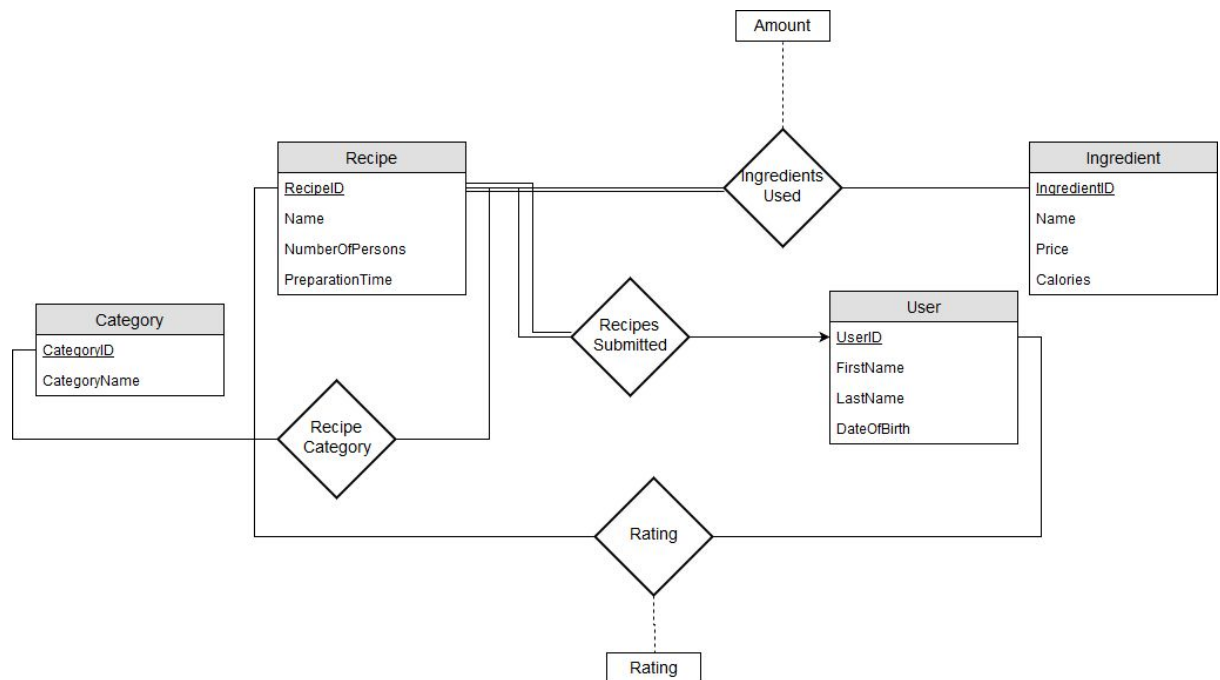 Amount
Recipe
RecipeID
Name
NumberOfPersons
PreparationTime
Ingredients
Used
Ingredient
IngredientID
Name
Price
Calories
Category
CategoryID
CategoryName
Recipes
Submitted
User
UserID
FirstName
LastName
DateOfBirth
Recipe
Category
Rating
Rating